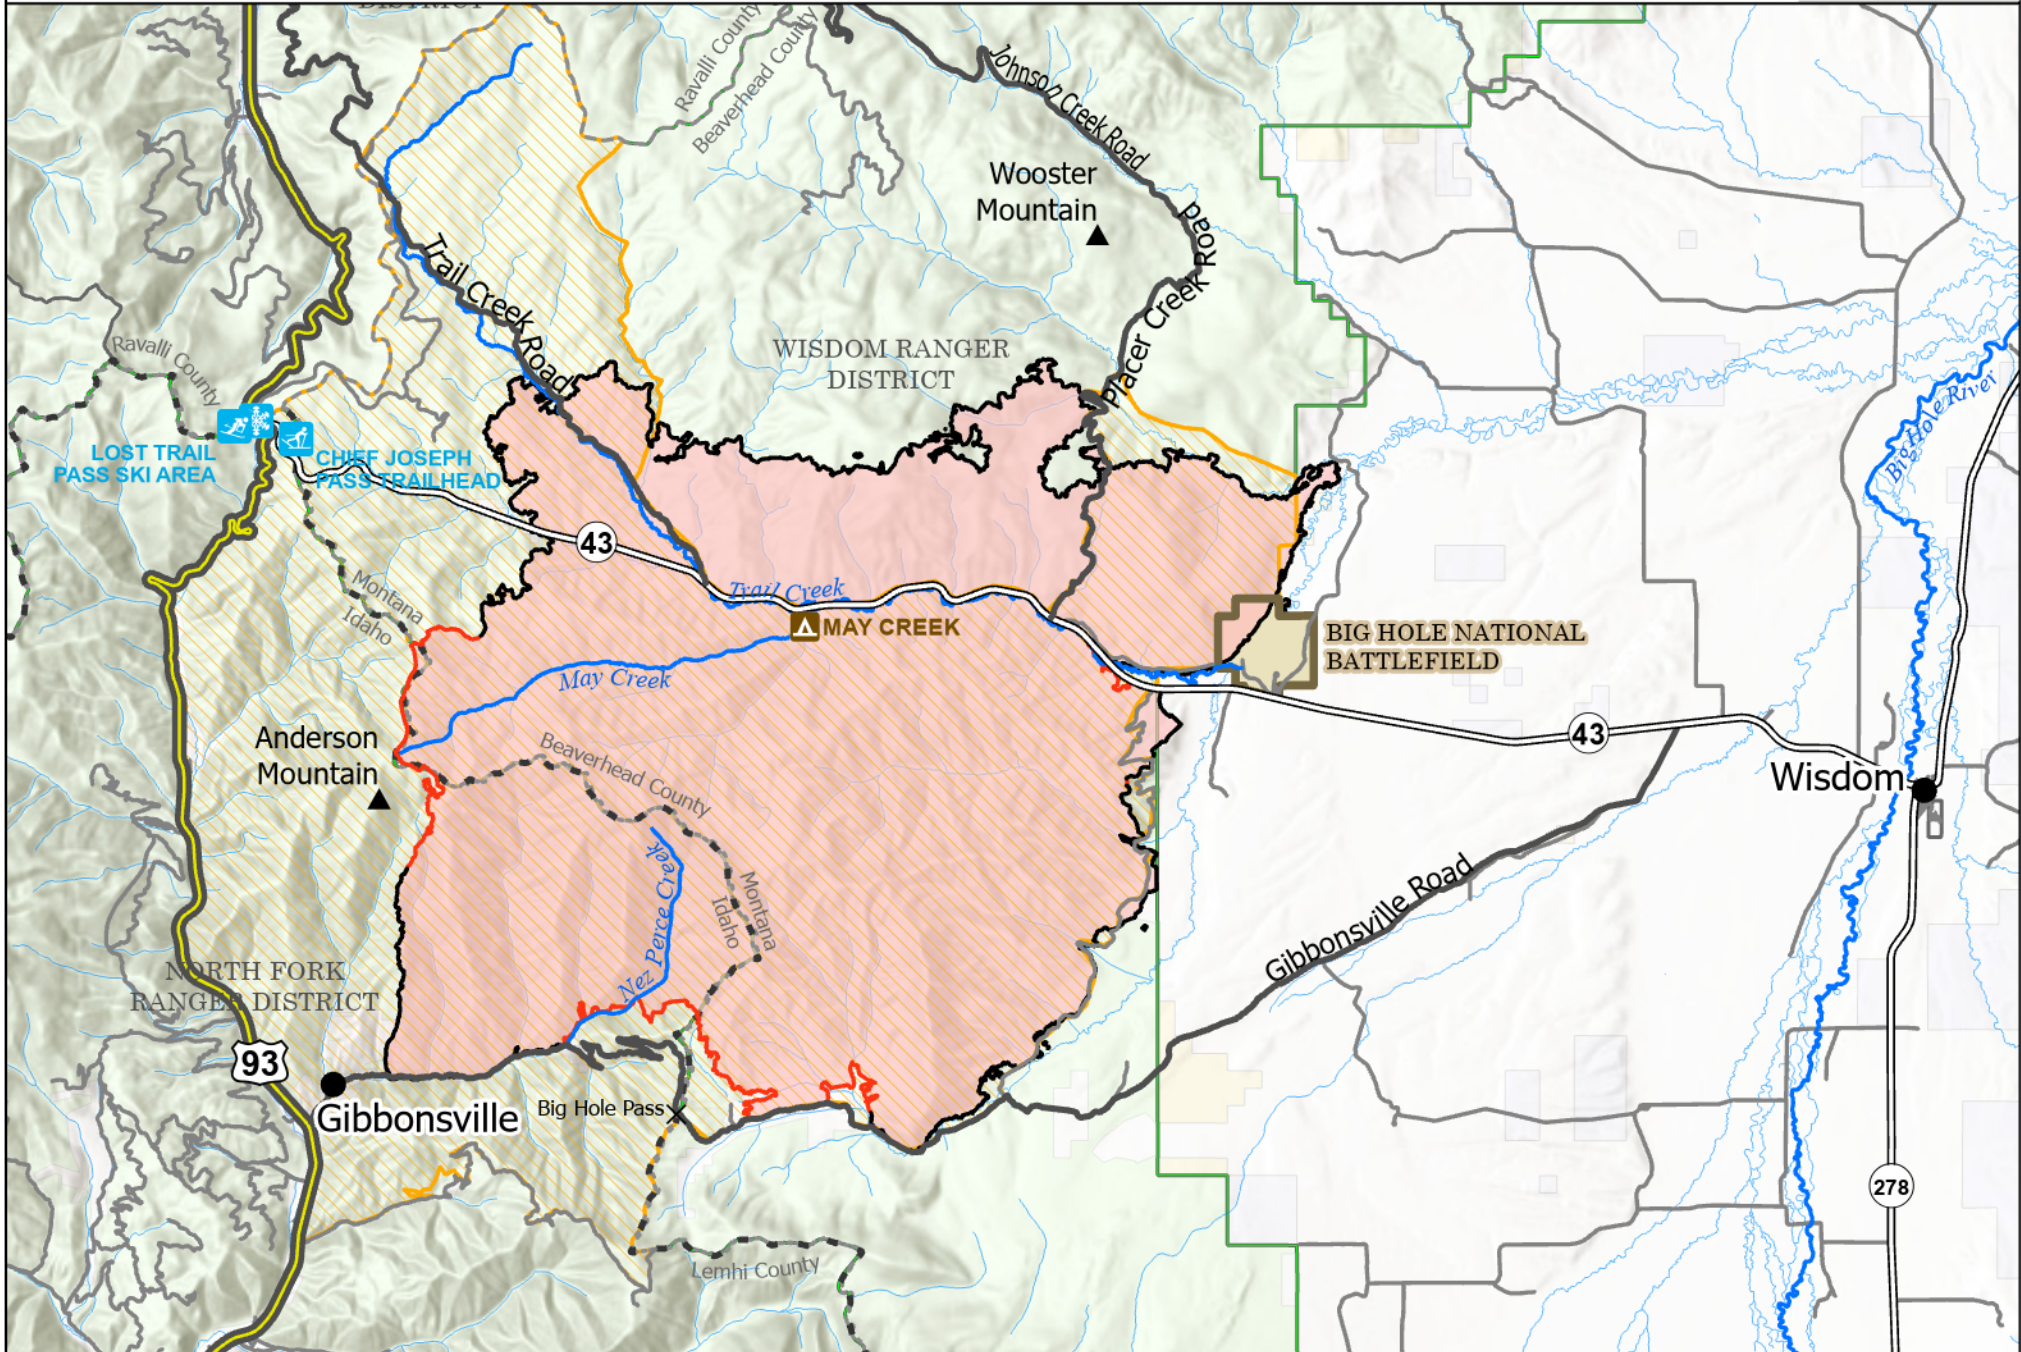 DISTRICT
Ravalli County
Beaverhead County
Johnson Creek Road
Wooster
Mountain
Placer Creek Road
Trail Creek Road
WISDOM RANGER
DISTRICT
Ravalli County
Big Hole River
LOST TRAIL
PASS SKI AREA
CHIEF JOSEPH
PASS TRAILHEAD
43
Montana
Idaho
Trail Creek
MAY CREEK
BIG HOLE NATIONAL
BATTLEFIELD
May Creek
Anderson
Mountain
Beaverhead County
43
Wisdom
Nez Perce Creek
Montana
Idaho
Gibbonsville Road
NORTH FORK
RANGER DISTRICT
93
Gibbonsville
Big Hole Pass
278
Lemhi County